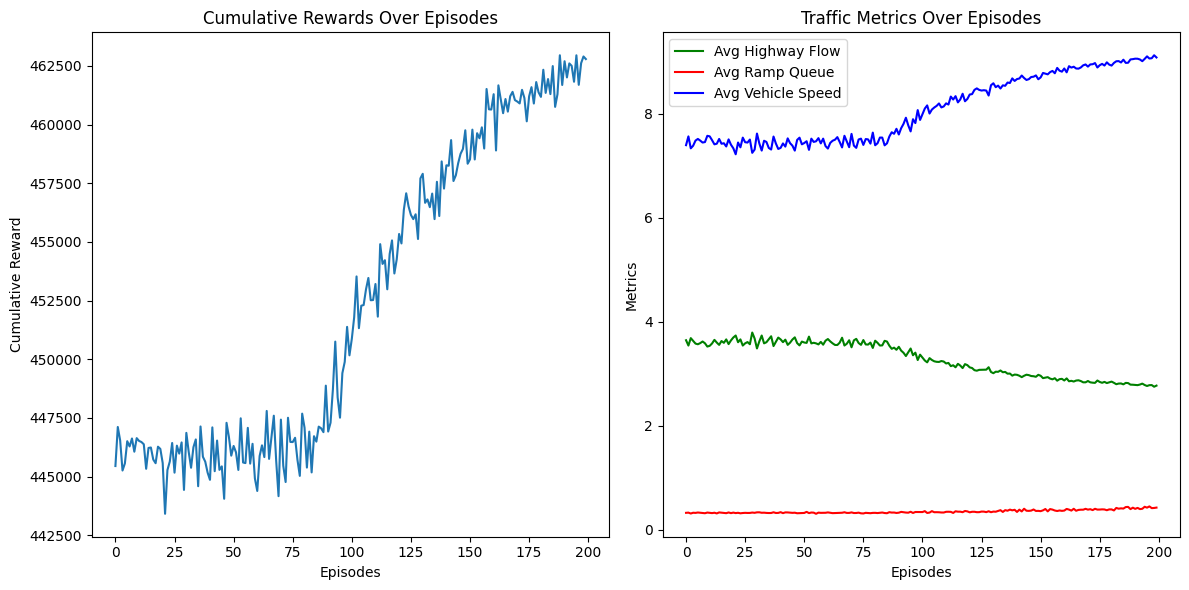 Cumulative Rewards Over Episodes
Cumulative Reward
462500
460000
457500
455000
452500
450000
447500
445000
442500
0 25 50 75 100 125 150 175 200
Episodes
Traffic Metrics Over Episodes
Avg Highway Flow
Avg Ramp Queue
Avg Vehicle Speed
Metrics
8
6
4
2
0
0 25 50 75 100 125 150 175 200
Episodes